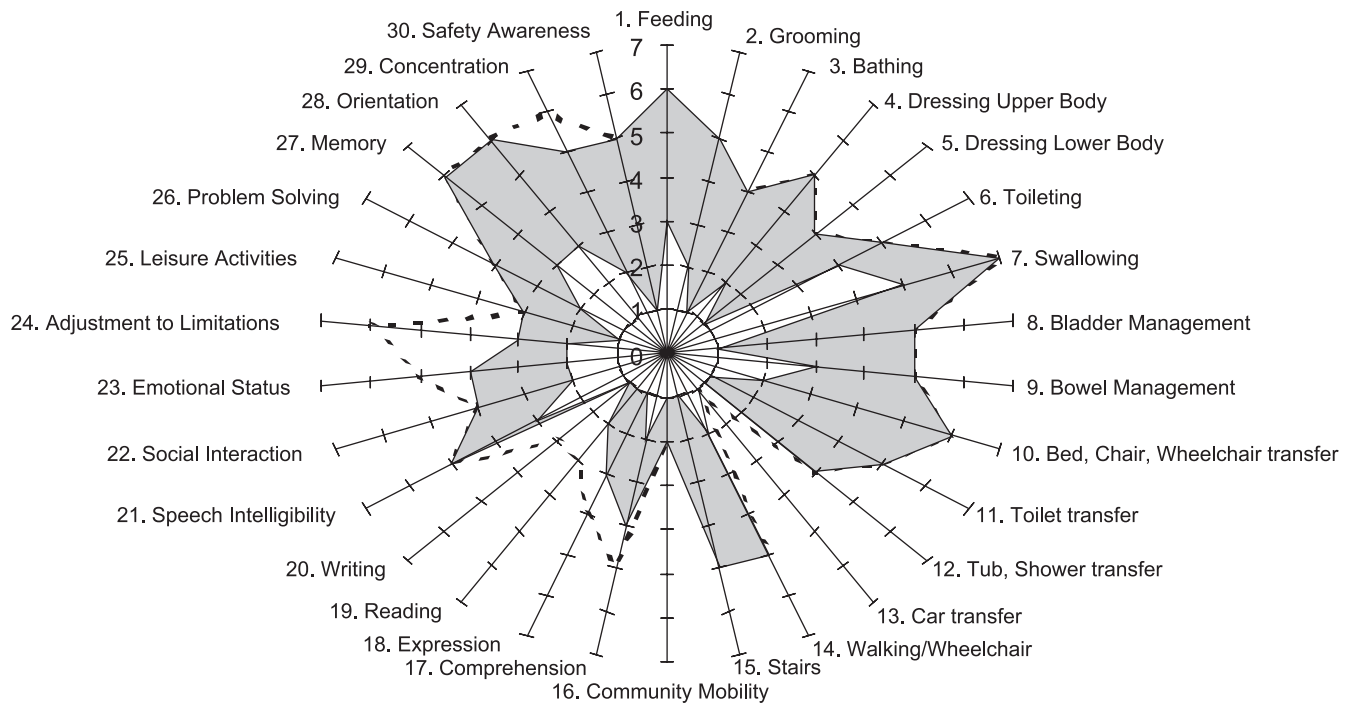 1. Feeding
2. Grooming
3. Bathing
4. Dressing Upper Body
5. Dressing Lower Body
6. Toileting
7. Swallowing
8. Bladder Management
9. Bowel Management
10. Bed, Chair, Wheelchair transfer
11. Toilet transfer
12. Tub, Shower transfer
13. Car transfer
14. Walking/Wheelchair
15. Stairs
16. Community Mobility
17. Comprehension
18. Expression
19. Reading
20. Writing
21. Speech Intelligibility
22. Social Interaction
23. Emotional Status
24. Adjustment to Limitations
25. Leisure Activities
26. Problem Solving
27. Memory
28. Orientation
29. Concentration
30. Safety Awareness
7
6
5
4
3
2
1
0